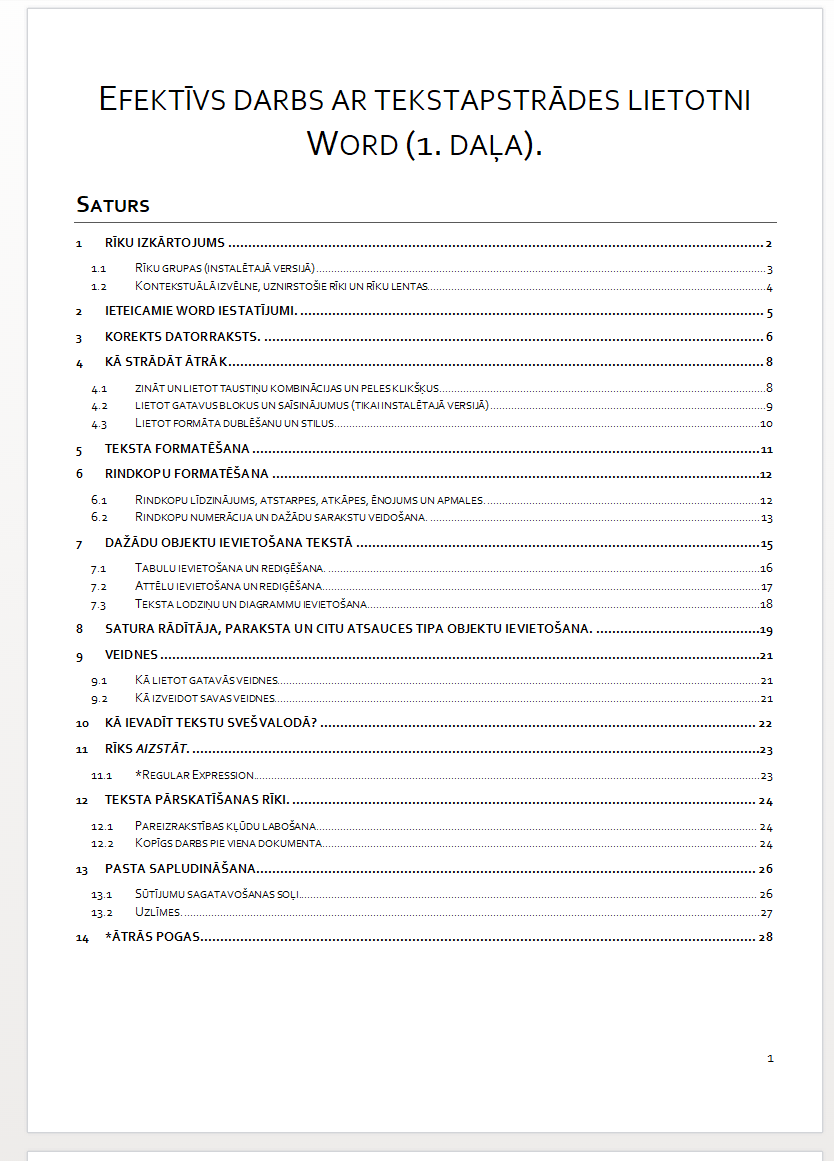 Efektīvs darbs ar tekstapstrādes lietotni
Word (1. daļa).
Saturs
1 RĪKU IZKĀRTOJUMS 2
1.1 Rīku grupas (instalētajā versijā) 3
1.2 Kontekstuālā izvēlne, uznirstošie rīki un rīku lentas. 4
2 IETEICAMIE WORD IESTATĪJUMI. 5
3 KOREKTS DATORRAKSTS. 6
4 KĀ STRĀDĀT ĀTRĀK 8
4.1 zināt un lietot taustiņu kombinācijas un peles klikšķus. 8
4.2 lietot gatavus blokus un saīsinājumus (tikai instalētajā versijā) 9
4.3 Lietot formāta dublēšanu un stilus. 10
5 TEKSTA FORMATĒŠANA 11
6 RINDKOPU FORMATĒŠANA 12
6.1 Rindkopu līdzinājums, atstarpes, atkāpes, ēnojums un apmales. 12
6.2 Rindkopu numerācija un dažādu sarakstu veidošana. 13
7 DAŽĀDU OBJEKTU IEVIETOŠANA TEKSTĀ 15
7.1 Tabulu ievietošana un rediģēšana. 16
7.2 Attēlu ievietošana un rediģēšana. 17
7.3 Teksta lodziņu un diagrammu ievietošana. 18
8 SATURA RĀDĪTĀJA, PARAKSTA UN CITU ATSAUCES TIPA OBJEKTU IEVIETOŠANA. 19
9 VEIDNES 21
9.1 Kā lietot gatavās veidnes. 21
9.2 Kā izveidot savas veidnes. 21
10 KĀ IEVADĪT TEKSTU SVEŠVALODĀ? 22
11 RĪKS AIZSTĀT. 23
11.1 *Regular Expression 23
12 TEKSTA PĀRSKATĪŠANAS RĪKI. 24
12.1 Pareizrakstības kļūdu labošana. 24
12.2 Kopīgs darbs pie viena dokumenta. 24
13 PASTA SAPLUDINĀŠANA. 26
13.1 Sūtījumu sagatavošanas soļi. 26
13.2 Uzlīmes. 27
14 *ĀTRĀS POGAS. 28
1